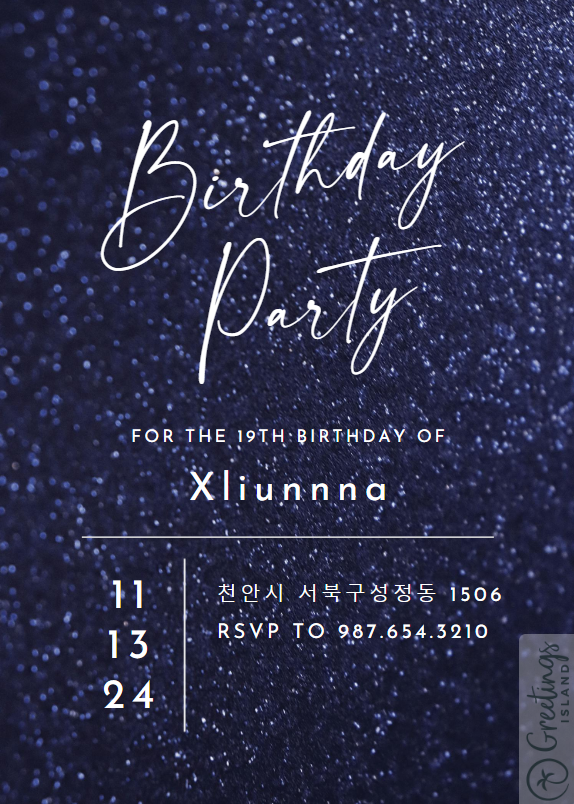 Birthday
Party
FOR THE 19TH BIRTHDAY OF
Xliunnna
11
13
24
천안시 서북구성정동 1506
RSVP TO 987.654.3210
Greetings
ISLAND